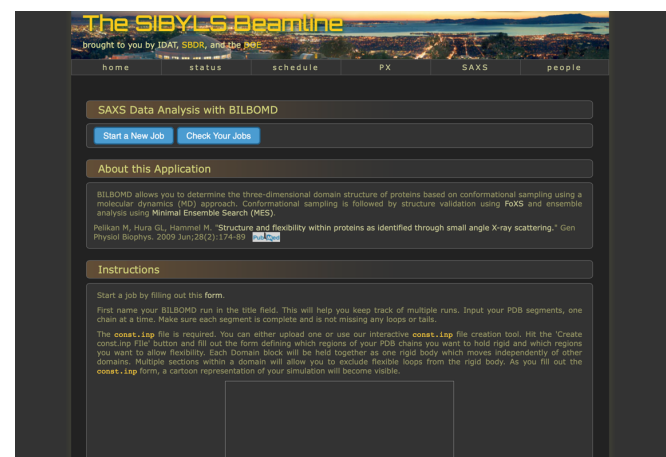 The SIBYLS Beamline
brought to you by IDAT, SBDR, and the DOE
home status schedule PX SAXS people
SAXS Data Analysis with BILBOMD
Start a New Job Check Your Jobs
About this Application
BILBOMD allows you to determine the three-dimensional domain structure of proteins based on conformational sampling using a
molecular dynamics (MD) approach. Conformational sampling is followed by structure validation using FoXS and ensemble
analysis using Minimal Ensemble Search (MES).
Pelikan M, Hura GL, Hammel M. "Structure and flexibility within proteins as identified through small angle X-ray scattering." Gen
Physiol Biophys. 2009 Jun;28(2):174-89
Instructions
Start a job by filling out this form.
First name your BILBOMD run in the title field. This will help you keep track of multiple runs. Input your PDB segments, one
chain at a time. Make sure each segment is complete and is not missing any loops or tails.
The const.inp file is required. You can either upload one or use our interactive const.inp file creation tool. Hit the 'Create
const.inp FIle' button and fill out the form defining which regions of your PDB chains you want to hold rigid and which regions
you want to allow flexibility. Each Domain block will be held together as one rigid body which moves independently of other
domains. Multiple sections within a domain will allow you to exclude flexible loops from the rigid body. As you fill out the
const.inp form, a cartoon representation of your simulation will become visible.